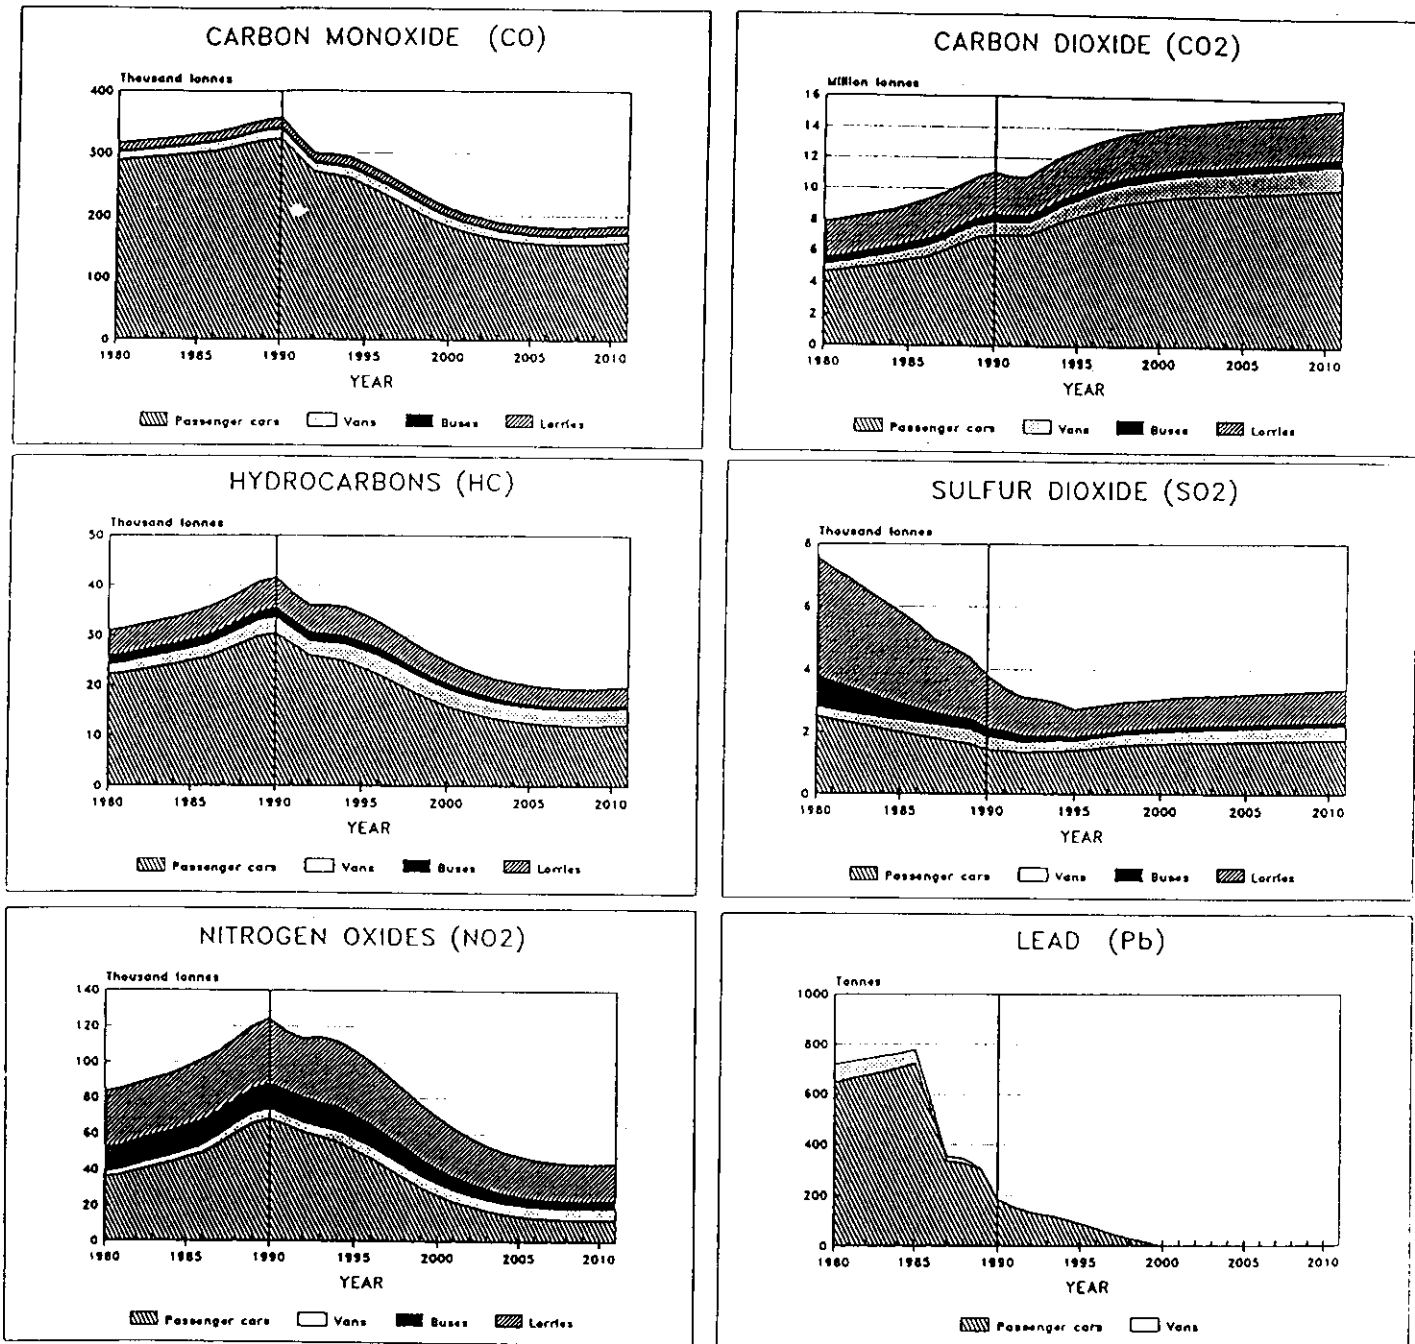 CARBON MONOXIDE (CO)
Thousand tonnes
400
300
200
100
0
1980 1985 1990 1995 2000 2005 2010
YEAR
Passenger cars Vans Buses Lorries
CARBON DIOXIDE (CO2)
Million tonnes
16
14
12
10
8
6
4
2
0
1980 1985 1990 1995 2000 2005 2010
YEAR
Passenger cars Vans Buses Lorries
HYDROCARBONS (HC)
Thousand tonnes
50
40
30
20
10
0
1980 1985 1990 1995 2000 2005 2010
YEAR
Passenger cars Vans Buses Lorries
SULFUR DIOXIDE (SO2)
Thousand tonnes
8
6
4
2
0
1980 1985 1990 1995 2000 2005 2010
YEAR
Passenger cars Vans Buses Lorries
NITROGEN OXIDES (NO2)
Thousand tonnes
140
120
100
80
60
40
20
0
1980 1985 1990 1995 2000 2005 2010
YEAR
Passenger cars Vans Buses Lorries
LEAD (Pb)
Tonnes
1000
800
600
400
200
0
1980 1985 1990 1995 2000 2005 2010
YEAR
Passenger cars Vans